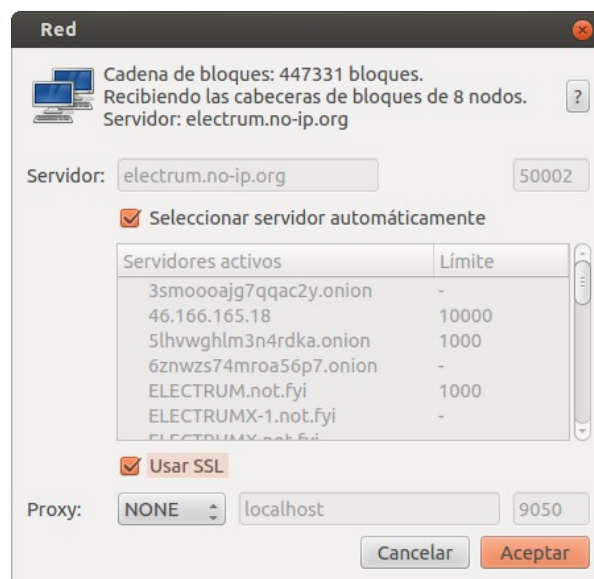 Red
Cadena de bloques: 447331 bloques.
Recibiendo las cabeceras de bloques de 8 nodos.
Servidor: electrum.no-ip.org
?
Servidor: electrum.no-ip.org 50002
Seleccionar servidor automáticamente
Servidores activos Límite
3smoooajg7qqac2y.onion -
46.166.165.18 10000
5lhvwghlm3n4rdka.onion 1000
6znwzs74mroa56p7.onion -
ELECTRUM.not.fyi 1000
ELECTRUMX-1.not.fyi -
ELECTRUMX.not.fyi
Usar SSL
Proxy: NONE localhost 9050
Cancelar Aceptar